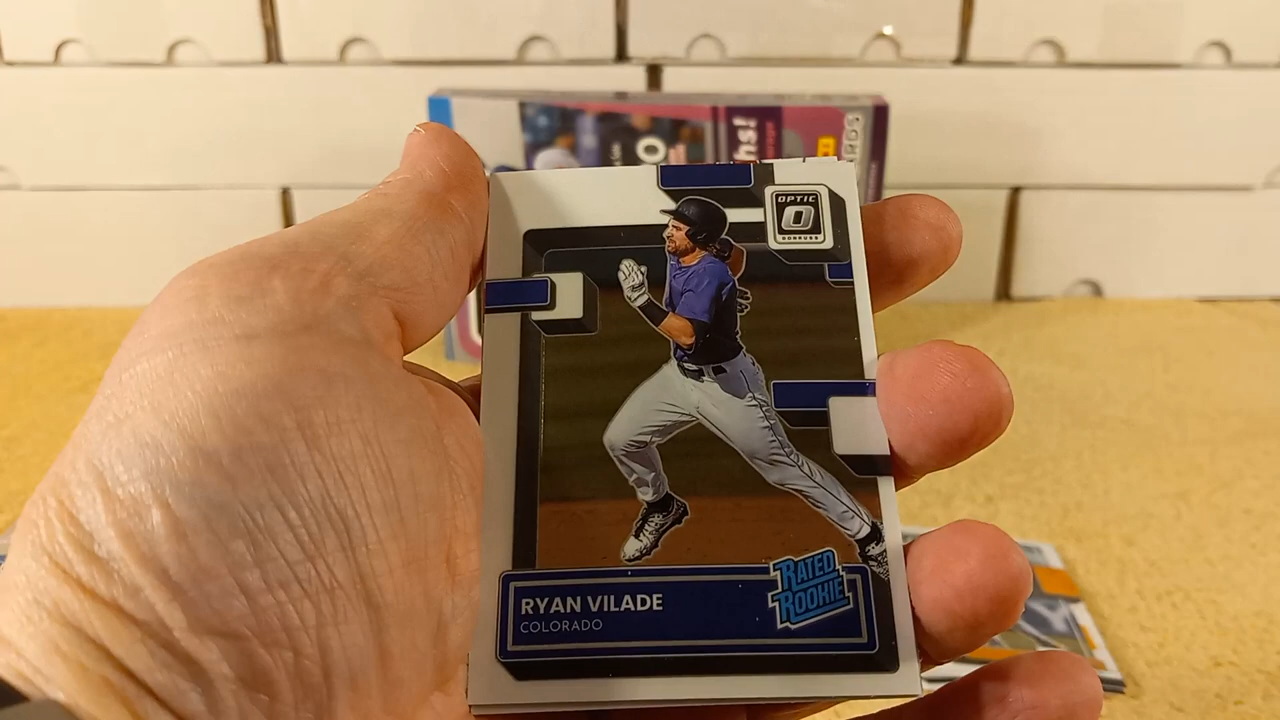 OPTIC
DONRUSS
RATED
ROOKIE
RYAN VILADE
COLORADO